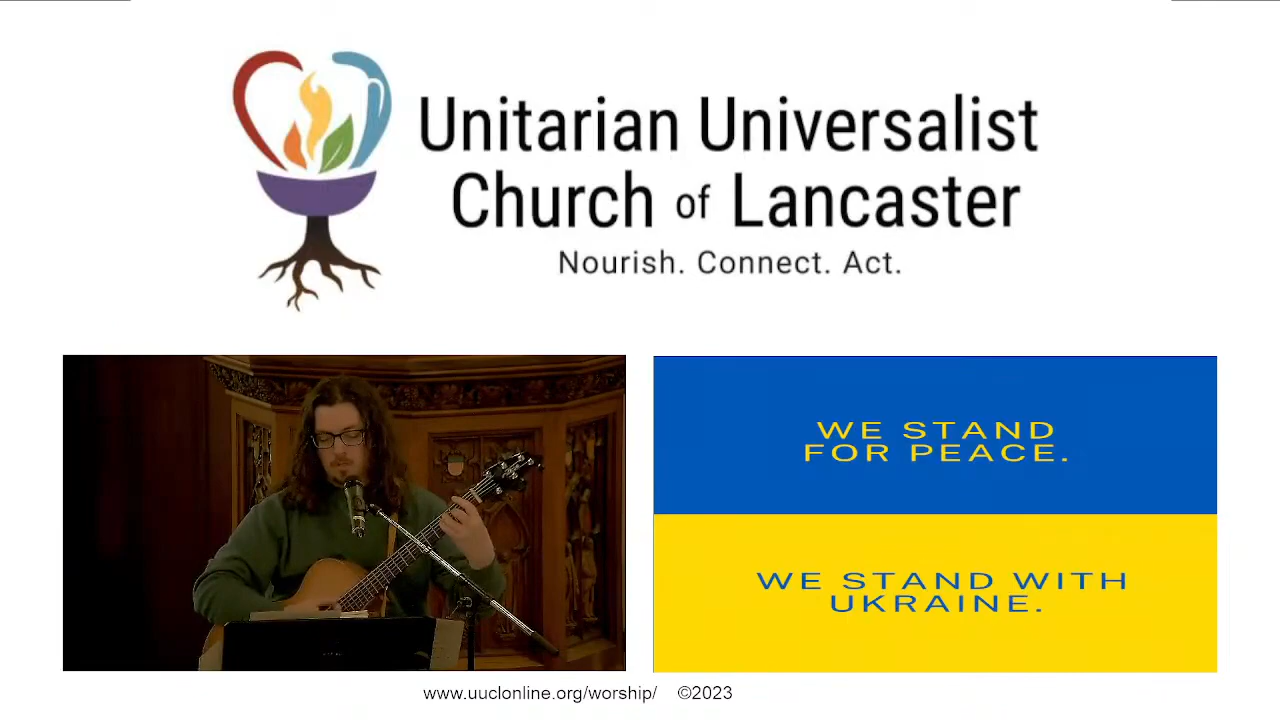 Unitarian Universalist
Church of Lancaster
Nourish. Connect. Act.
WE STAND
FOR PEACE.
WE STAND WITH
UKRAINE.
www.uuclonline.org/worship/ ©2023